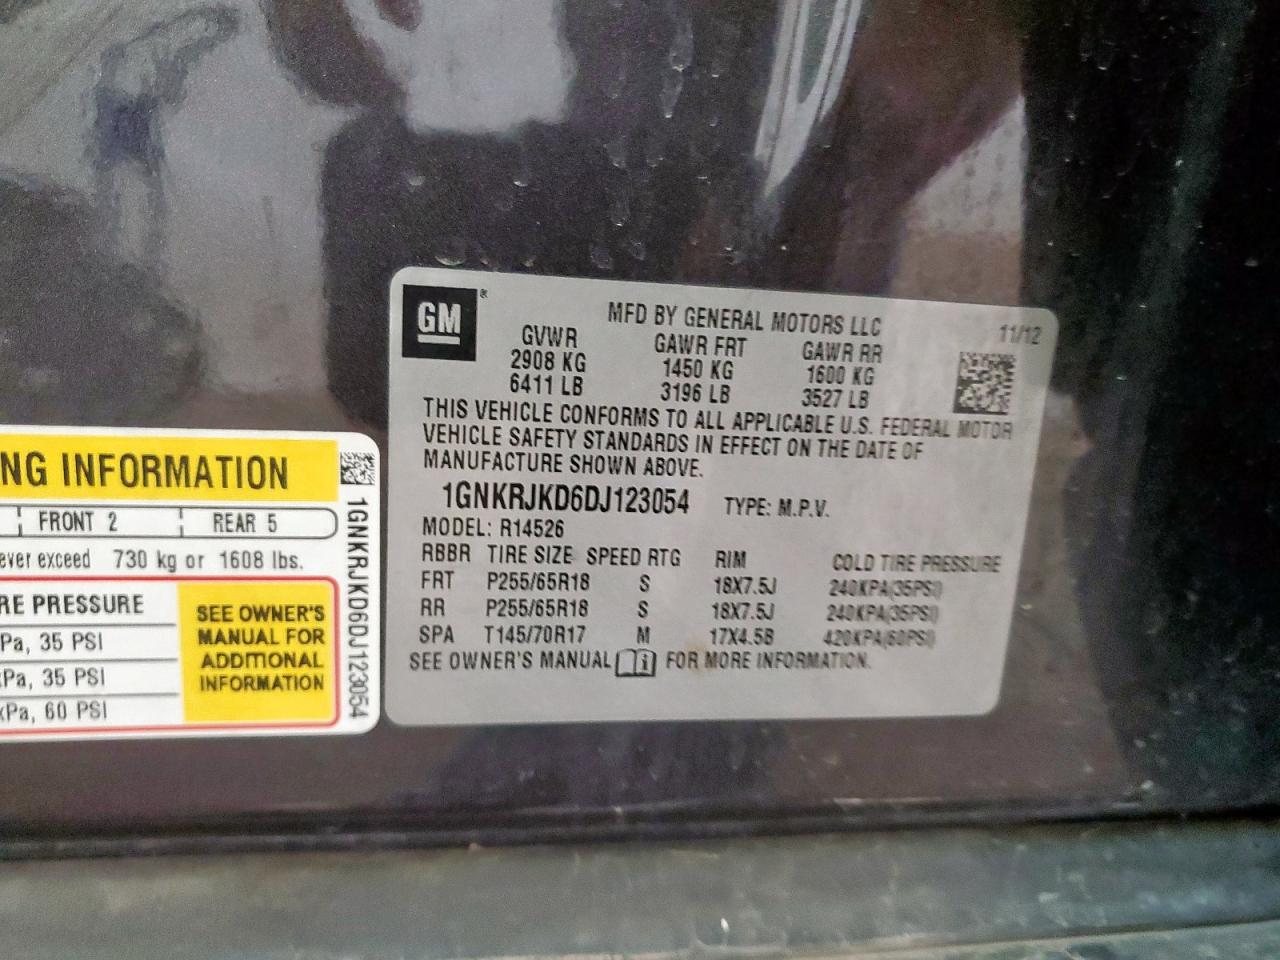 NG INFORMATION
FRONT 2 REAR 5
ever exceed 730 kg or 1608 lbs.
RE PRESSURE
Pa, 35 PSI
kPa, 35 PSI
kPa, 60 PSI
SEE OWNER'S
MANUAL FOR
ADDITIONAL
INFORMATION
1GNKRJKD6DJ123054
GM®
MFD BY GENERAL MOTORS LLC 11/12
GVWR GAWR FRT GAWR RR
2908 KG 1450 KG 1600 KG
6411 LB 3196 LB 3527 LB
THIS VEHICLE CONFORMS TO ALL APPLICABLE U.S. FEDERAL MOTOR
VEHICLE SAFETY STANDARDS IN EFFECT ON THE DATE OF
MANUFACTURE SHOWN ABOVE.
1GNKRJKD6DJ123054 TYPE: M.P.V.
MODEL: R14526
RBBR TIRE SIZE SPEED RTG RIM COLD TIRE PRESSURE
FRT P255/65R18 S 18X7.5J 240KPA(35PSI)
RR P255/65R18 S 18X7.5J 240KPA(35PSI)
SPA T145/70R17 M 17X4.5B 420KPA(60PSI)
SEE OWNER'S MANUAL i FOR MORE INFORMATION.